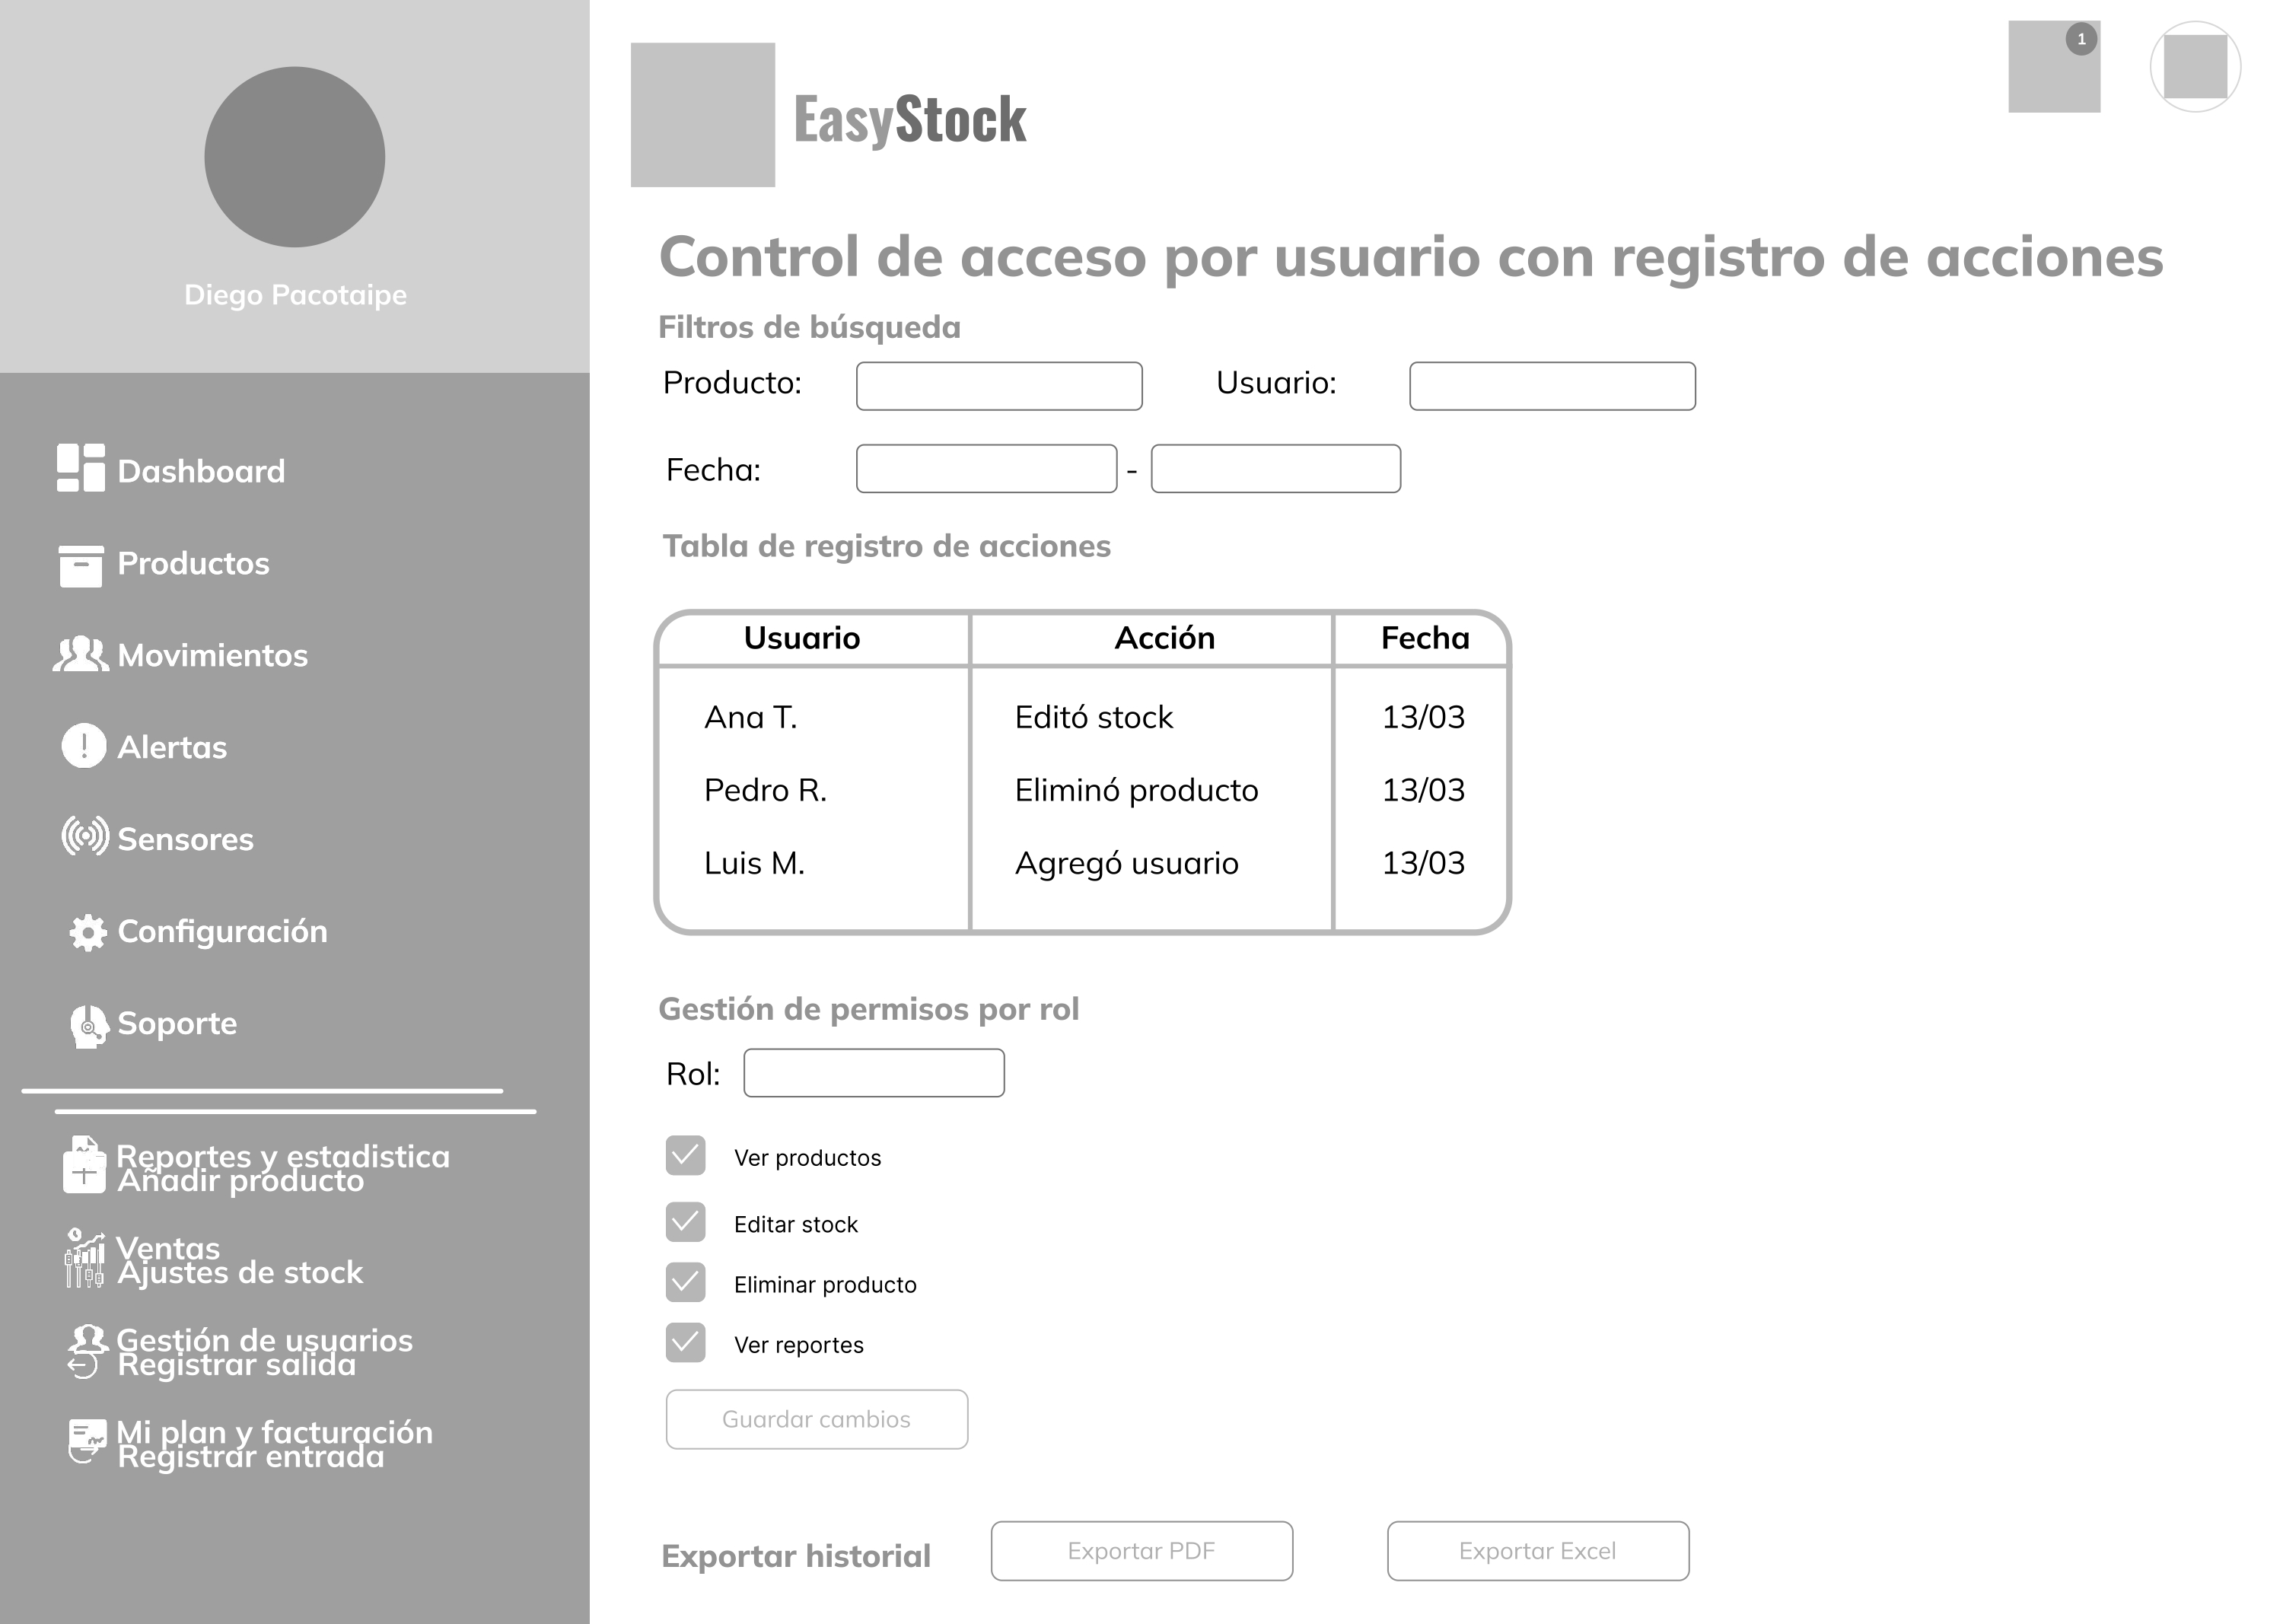 Diego Pacotaipe
Dashboard
Productos
Movimientos
Alertas
Sensores
Configuración
Soporte
Reportes y estadistica
Añadir producto
Ventas
Ajustes de stock
Gestión de usuarios
Registrar salida
Mi plan y facturación
Registrar entrada
EasyStock
1
Control de acceso por usuario con registro de acciones
Filtros de búsqueda
Producto: Usuario:
Fecha: -
Tabla de registro de acciones
Usuario Acción Fecha
Ana T. Editó stock 13/03
Pedro R. Eliminó producto 13/03
Luis M. Agregó usuario 13/03
Gestión de permisos por rol
Rol:
Ver productos
Editar stock
Eliminar producto
Ver reportes
Guardar cambios
Exportar historial Exportar PDF Exportar Excel